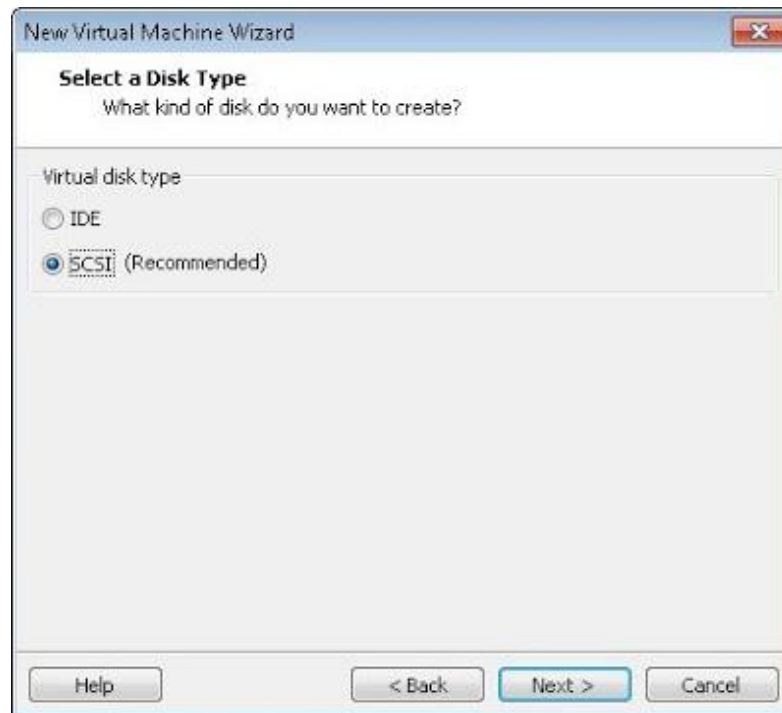 New Virtual Machine Wizard
Select a Disk Type
What kind of disk do you want to create?
Virtual disk type
IDE
SCSI (Recommended)
Help < Back Next > Cancel